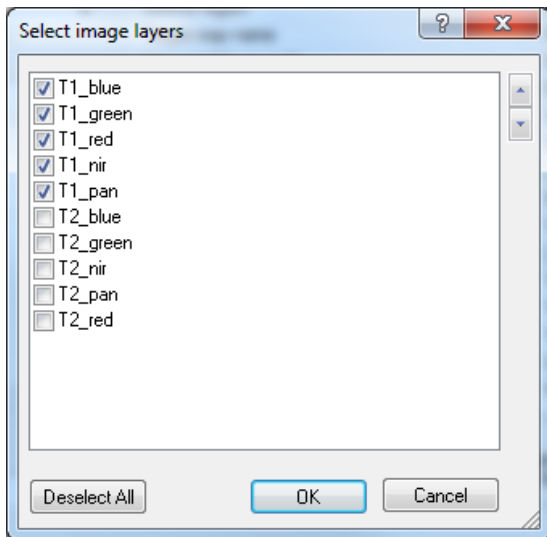 Select image layers
?
X
T1_blue
T1_green
T1_red
T1_nir
T1_pan
T2_blue
T2_green
T2_nir
T2_pan
T2_red
Deselect All
OK
Cancel